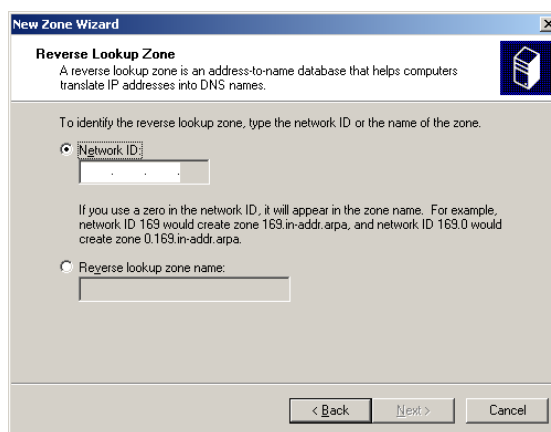 New Zone Wizard
Reverse Lookup Zone
A reverse lookup zone is an address-to-name database that helps computers
translate IP addresses into DNS names.
To identify the reverse lookup zone, type the network ID or the name of the zone.
Network ID:
. . .
If you use a zero in the network ID, it will appear in the zone name. For example,
network ID 169 would create zone 169.in-addr.arpa, and network ID 169.0 would
create zone 0.169.in-addr.arpa.
Reverse lookup zone name:
< Back Next > Cancel